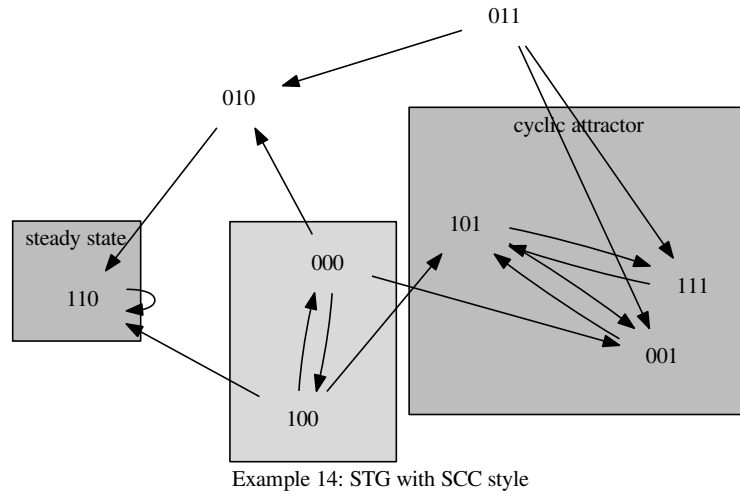 011
010
cyclic attractor
101
steady state
000
111
110
001
100
Example 14: STG with SCC style